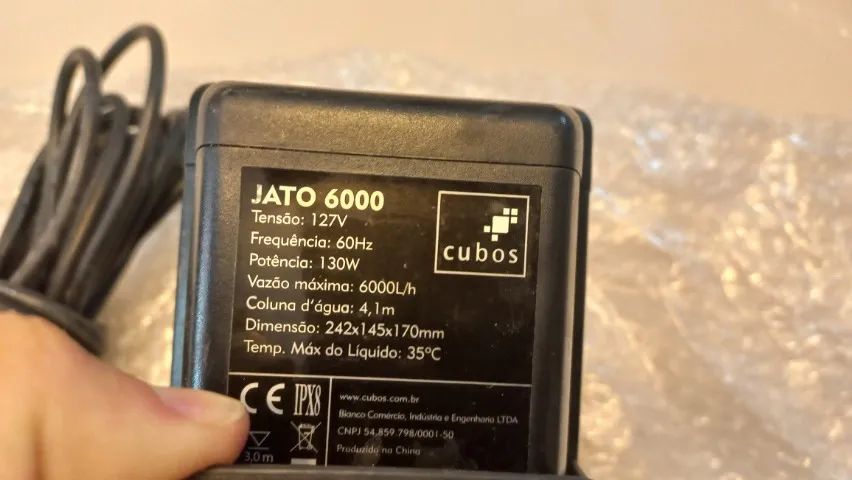 JATO 6000
Tensão: 127V
Frequência: 60Hz
Potência: 130W
Vazão máxima: 6000L/h
Coluna d'água: 4,1m
Dimensão: 242x145x170mm
Temp. Máx do Líquido: 35ºC
cubos
CE IPX8
3,0m
www.cubos.com.br
Bianco Comércio, Indústria e Engenharia LTDA
CNPJ 54.859.798/0001-50
Produzido na China